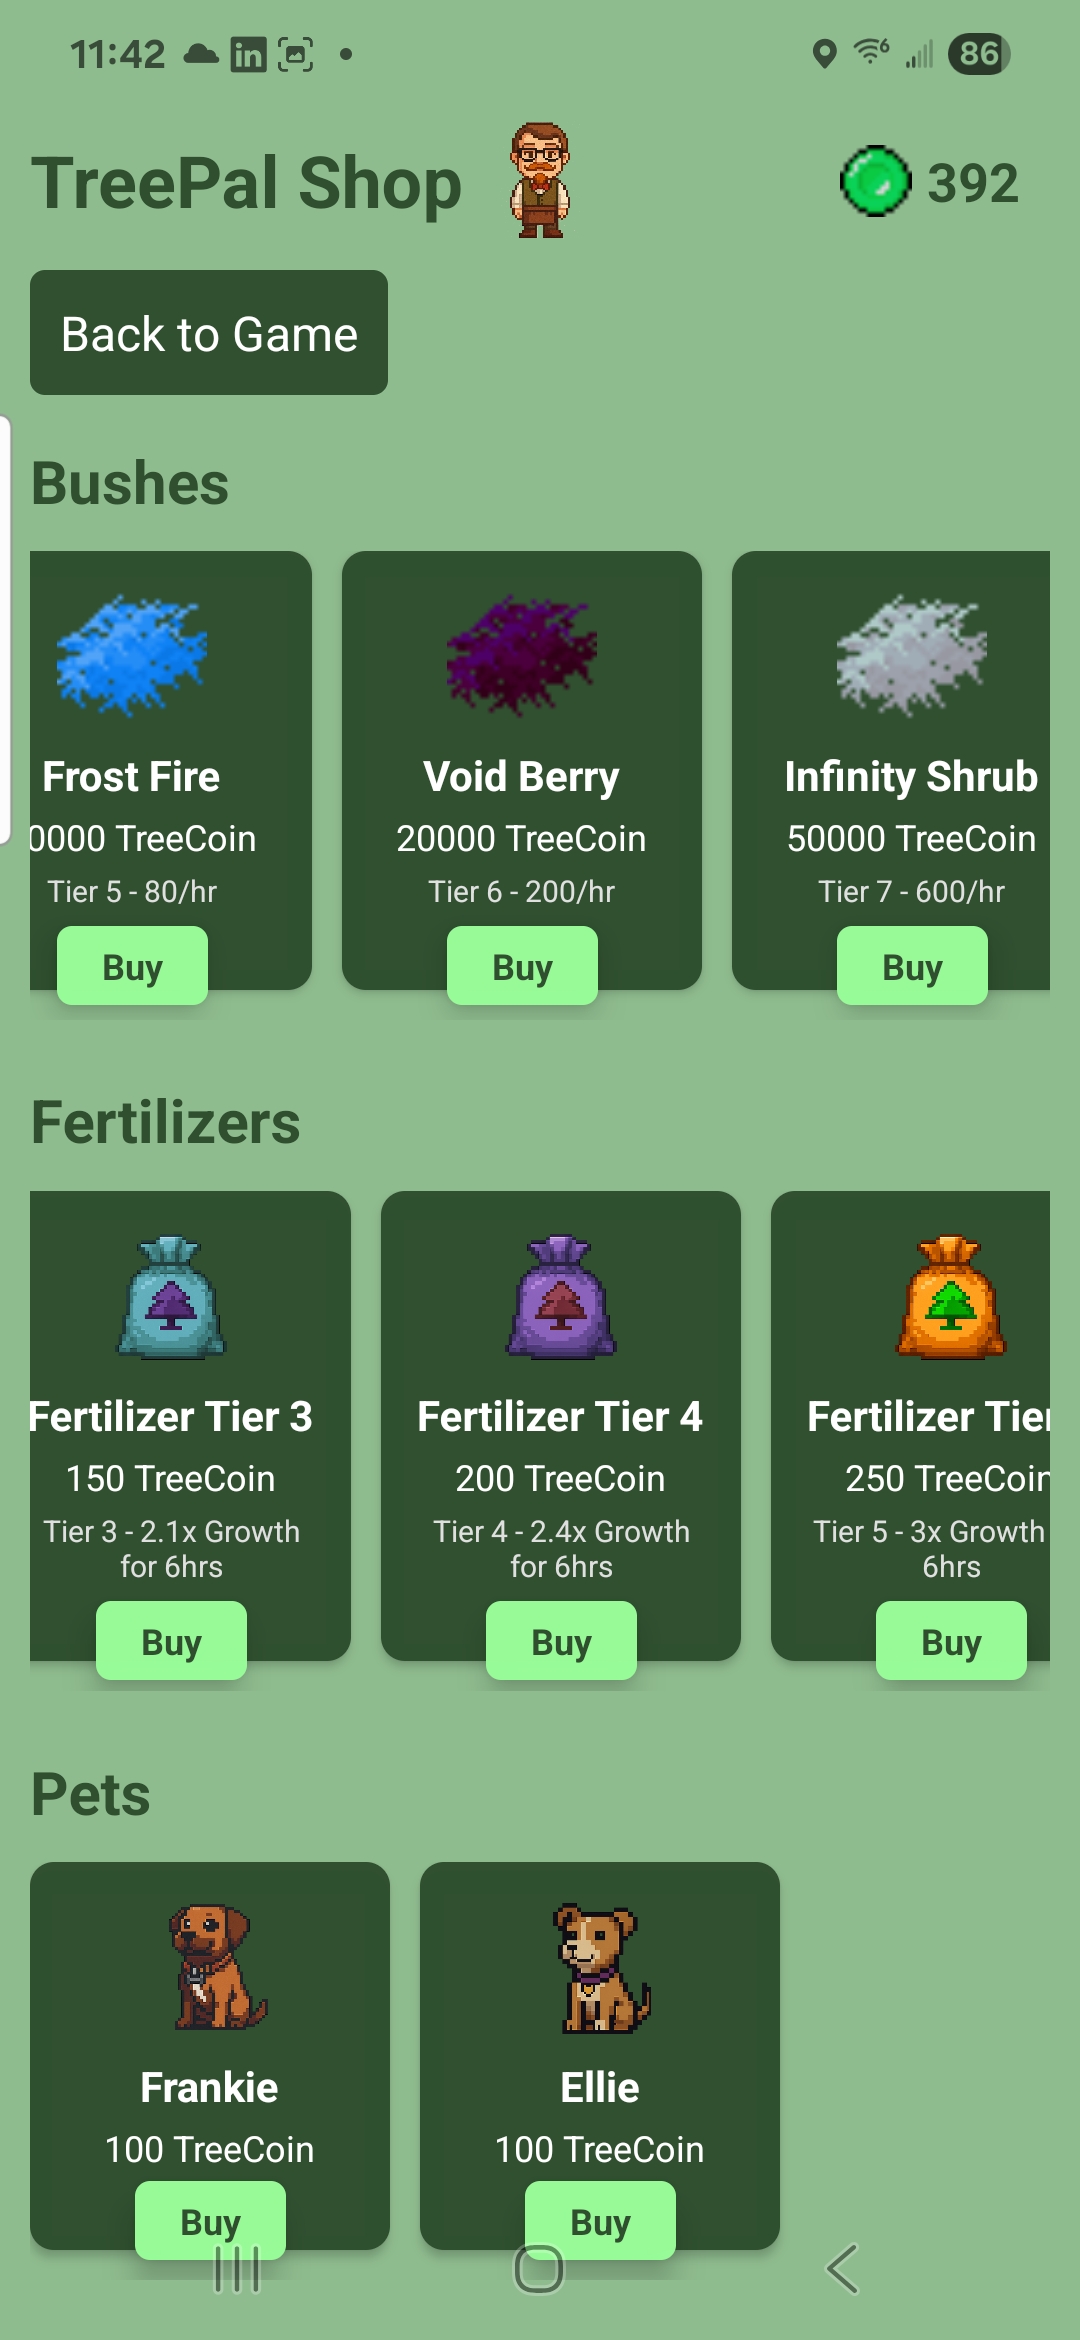 11:42
86
TreePal Shop
392
Back to Game
Bushes
Frost Fire
0000 TreeCoin
Tier 5 - 80/hr
Buy
Void Berry
20000 TreeCoin
Tier 6 - 200/hr
Buy
Infinity Shrub
50000 TreeCoin
Tier 7 - 600/hr
Buy
Fertilizers
Fertilizer Tier 3
150 TreeCoin
Tier 3 - 2.1x Growth
for 6hrs
Buy
Fertilizer Tier 4
200 TreeCoin
Tier 4 - 2.4x Growth
for 6hrs
Buy
Fertilizer Tier
250 TreeCoin
Tier 5 - 3x Growth
6hrs
Buy
Pets
Frankie
100 TreeCoin
Buy
Ellie
100 TreeCoin
Buy